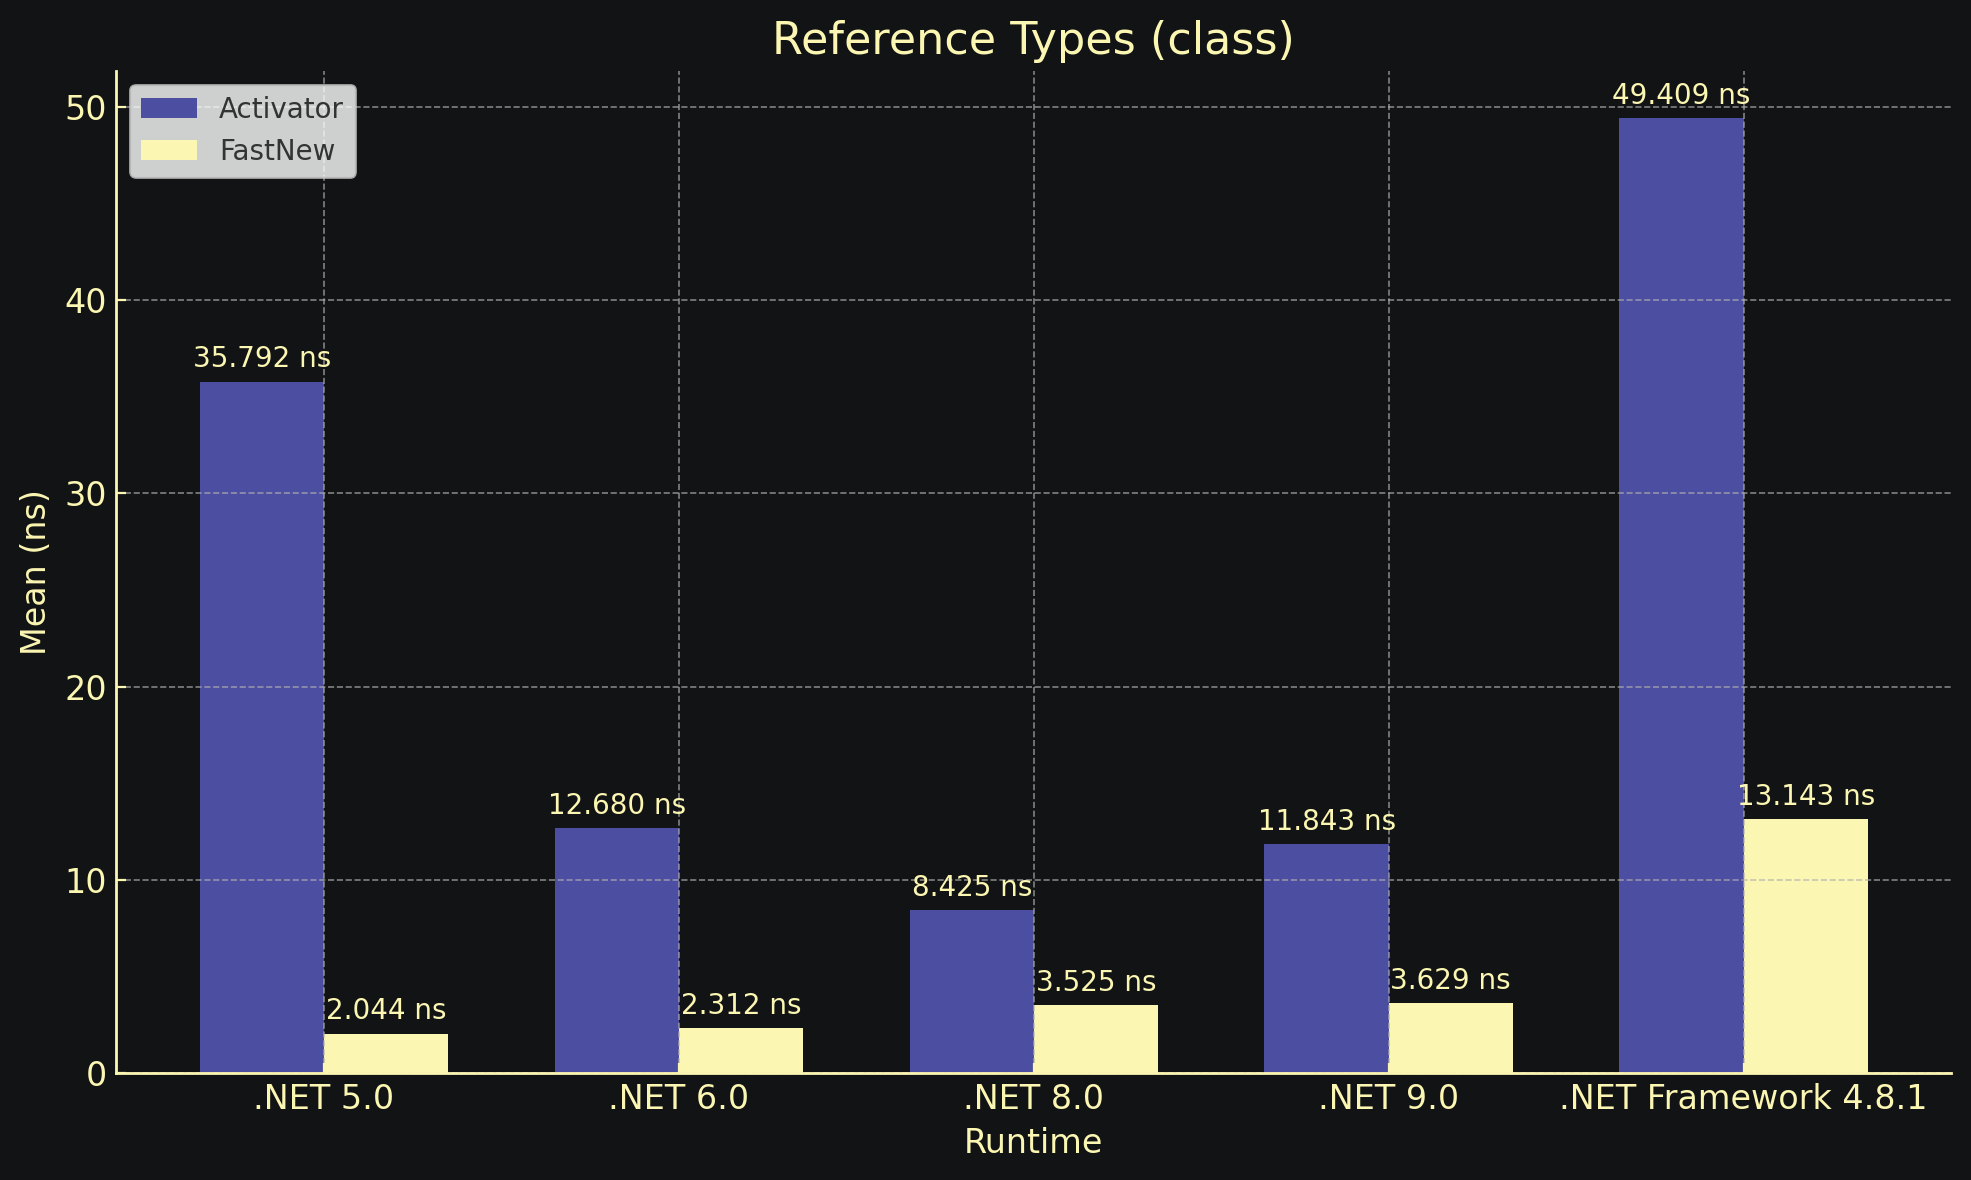 Reference Types (class)
Activator
FastNew
Mean (ns)
50
40
30
20
10
0
35.792 ns
2.044 ns
12.680 ns
2.312 ns
8.425 ns
3.525 ns
11.843 ns
3.629 ns
49.409 ns
13.143 ns
.NET 5.0
.NET 6.0
.NET 8.0
.NET 9.0
.NET Framework 4.8.1
Runtime